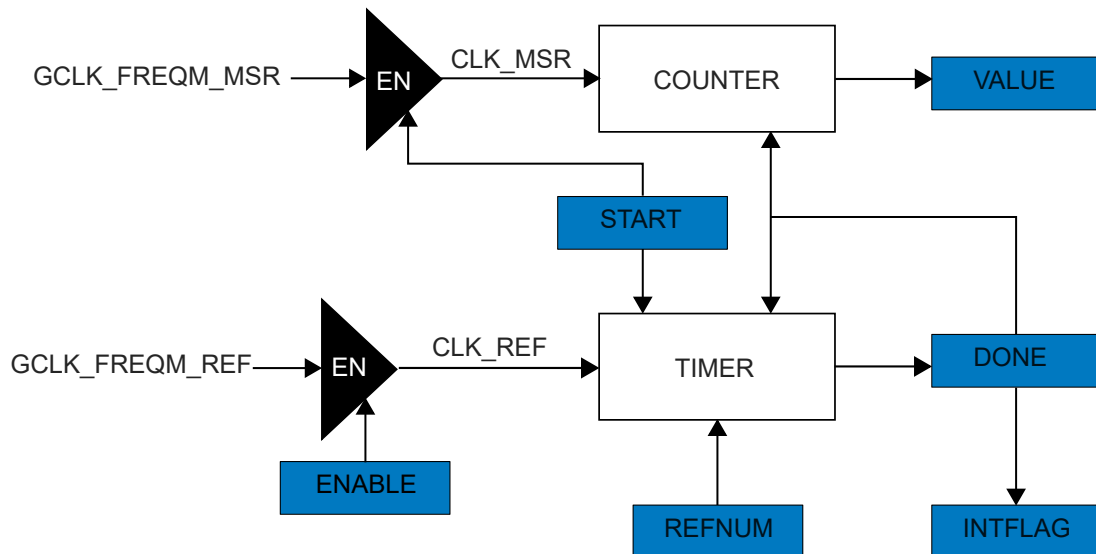 CLK_MSR
GCLK_FREQM_MSR
EN
COUNTER
VALUE
START
CLK_REF
GCLK_FREQM_REF
EN
TIMER
DONE
ENABLE
REFNUM
INTFLAG